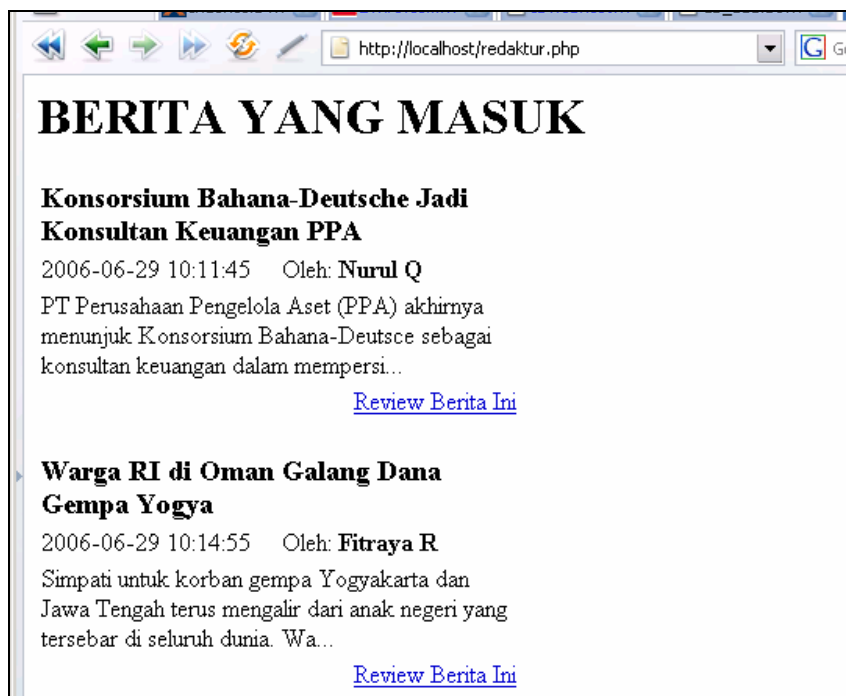 http://localhost/redaktur.php
G
BERITA YANG MASUK
Konsorsium Bahana-Deutsche Jadi
Konsultan Keuangan PPA
2006-06-29 10:11:45 Oleh: Nurul Q
PT Perusahaan Pengelola Aset (PPA) akhirnya
menunjuk Konsorsium Bahana-Deutsce sebagai
konsultan keuangan dalam mempersi...
Review Berita Ini
Warga RI di Oman Galang Dana
Gempa Yogya
2006-06-29 10:14:55 Oleh: Fitraya R
Simpati untuk korban gempa Yogyakarta dan
Jawa Tengah terus mengalir dari anak negeri yang
tersebar di seluruh dunia. Wa...
Review Berita Ini